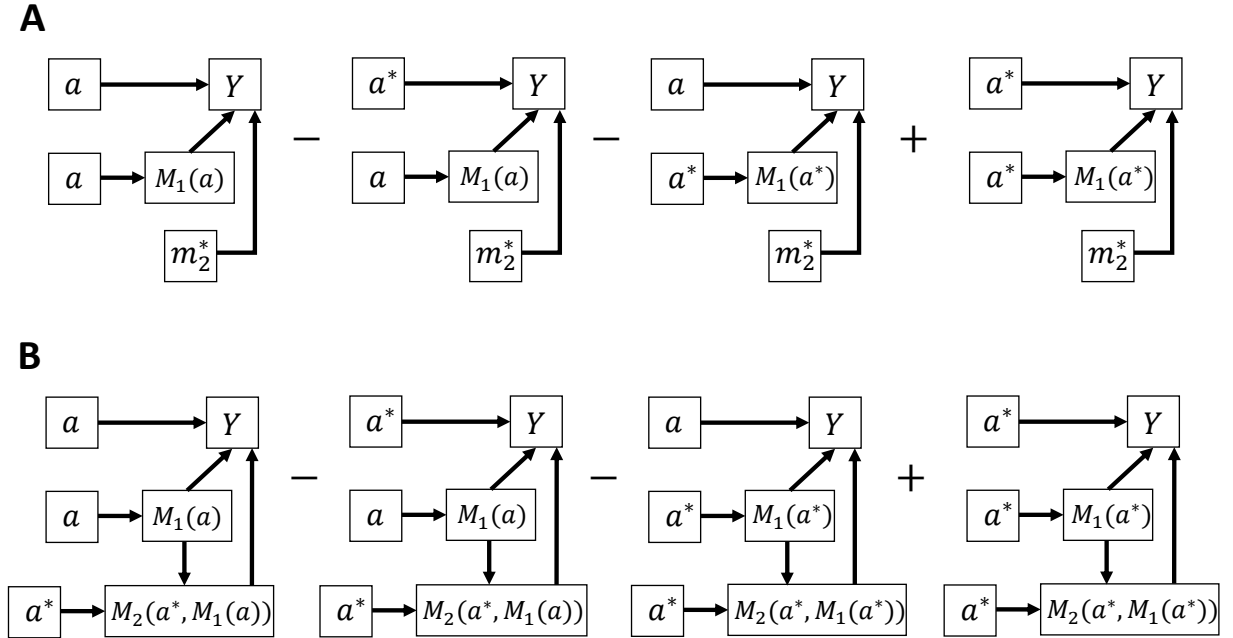 A
a Y a* Y a Y a* Y
− − +
a M₁(a) a M₁(a) a* M₁(a*) a* M₁(a*)
m₂* m₂* m₂* m₂*
B
a Y a* Y a Y a* Y
− − +
a M₁(a) a M₁(a) a* M₁(a*) a* M₁(a*)
a* M₂(a*, M₁(a)) a* M₂(a*, M₁(a)) a* M₂(a*, M₁(a*)) a* M₂(a*, M₁(a*))